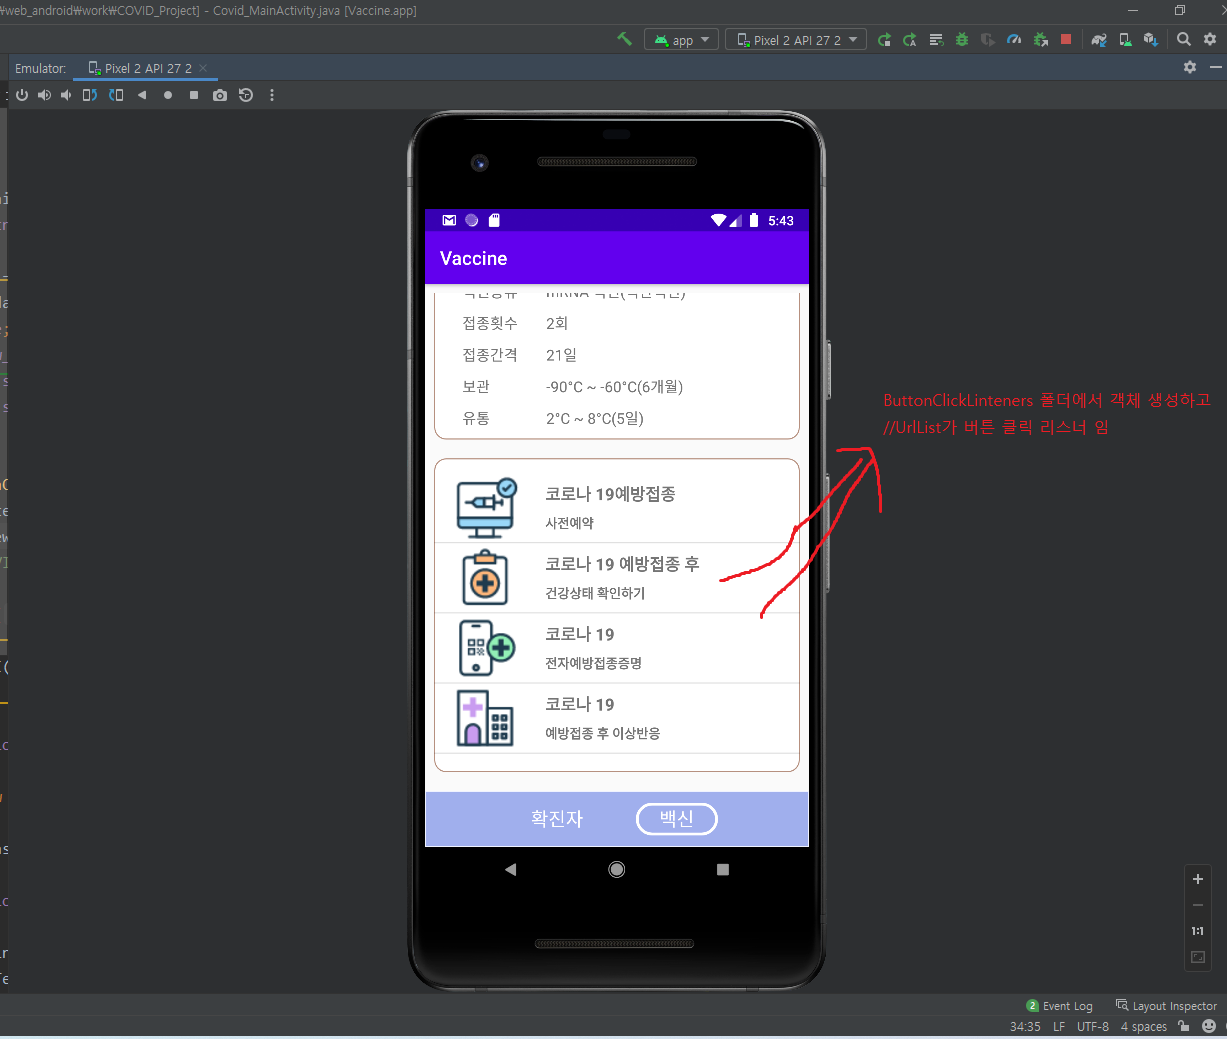 ₩web_android₩work₩COVID_Project] - Covid_MainActivity.java [Vaccine.app]
app
Pixel 2 API 27 2
Emulator:
Pixel 2 API 27 2
5:43
Vaccine
접종횟수 2회
접종간격 21일
보관 -90°C ~ -60°C(6개월)
유통 2°C ~ 8°C(5일)
ButtonClickLinteners 폴더에서 객체 생성하고
//UrlList가 버튼 클릭 리스너 임
코로나 19예방접종
사전예약
코로나 19 예방접종 후
건강상태 확인하기
코로나 19
전자예방접종증명
코로나 19
예방접종 후 이상반응
확진자 백신
1:1
2 Event Log
Layout Inspector
34:35 LF UTF-8 4 spaces